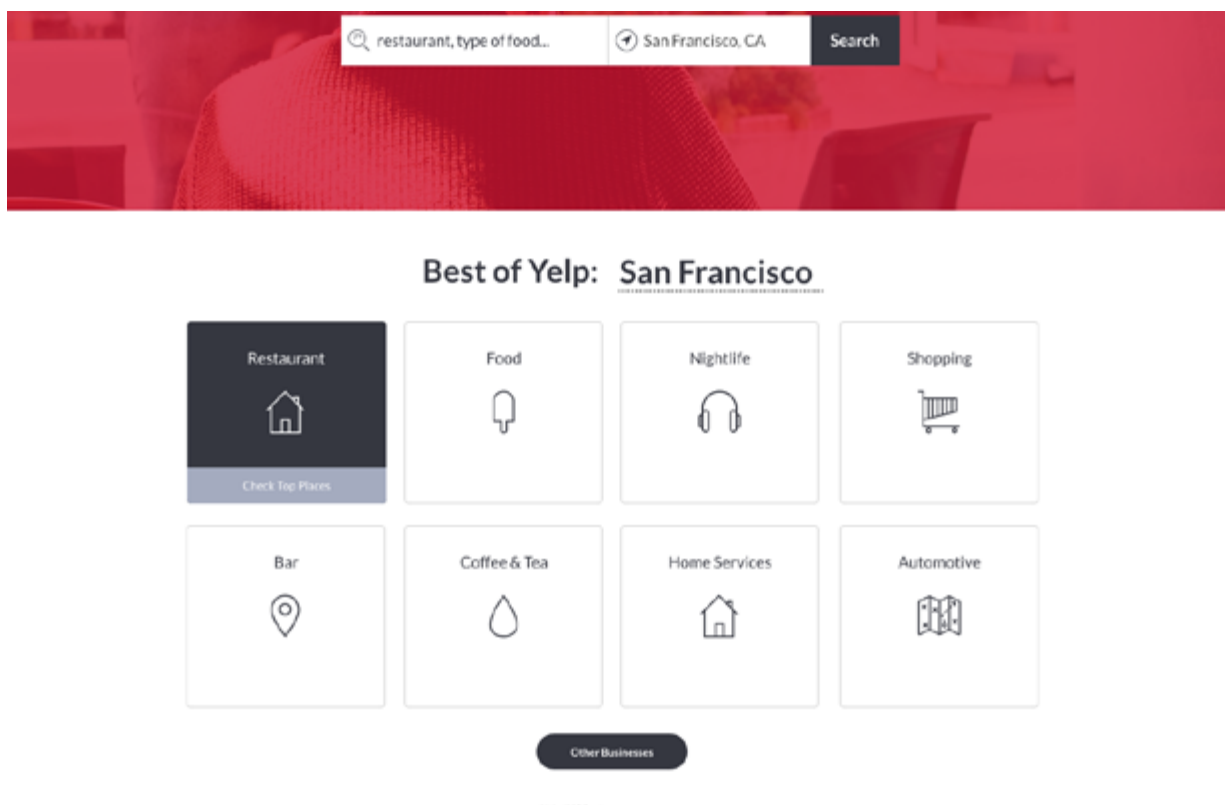 restaurant, type of food... San Francisco, CA Search
Best of Yelp: San Francisco
Restaurant Food Nightlife Shopping
Check Top Places
Bar Coffee & Tea Home Services Automotive
Other Businesses